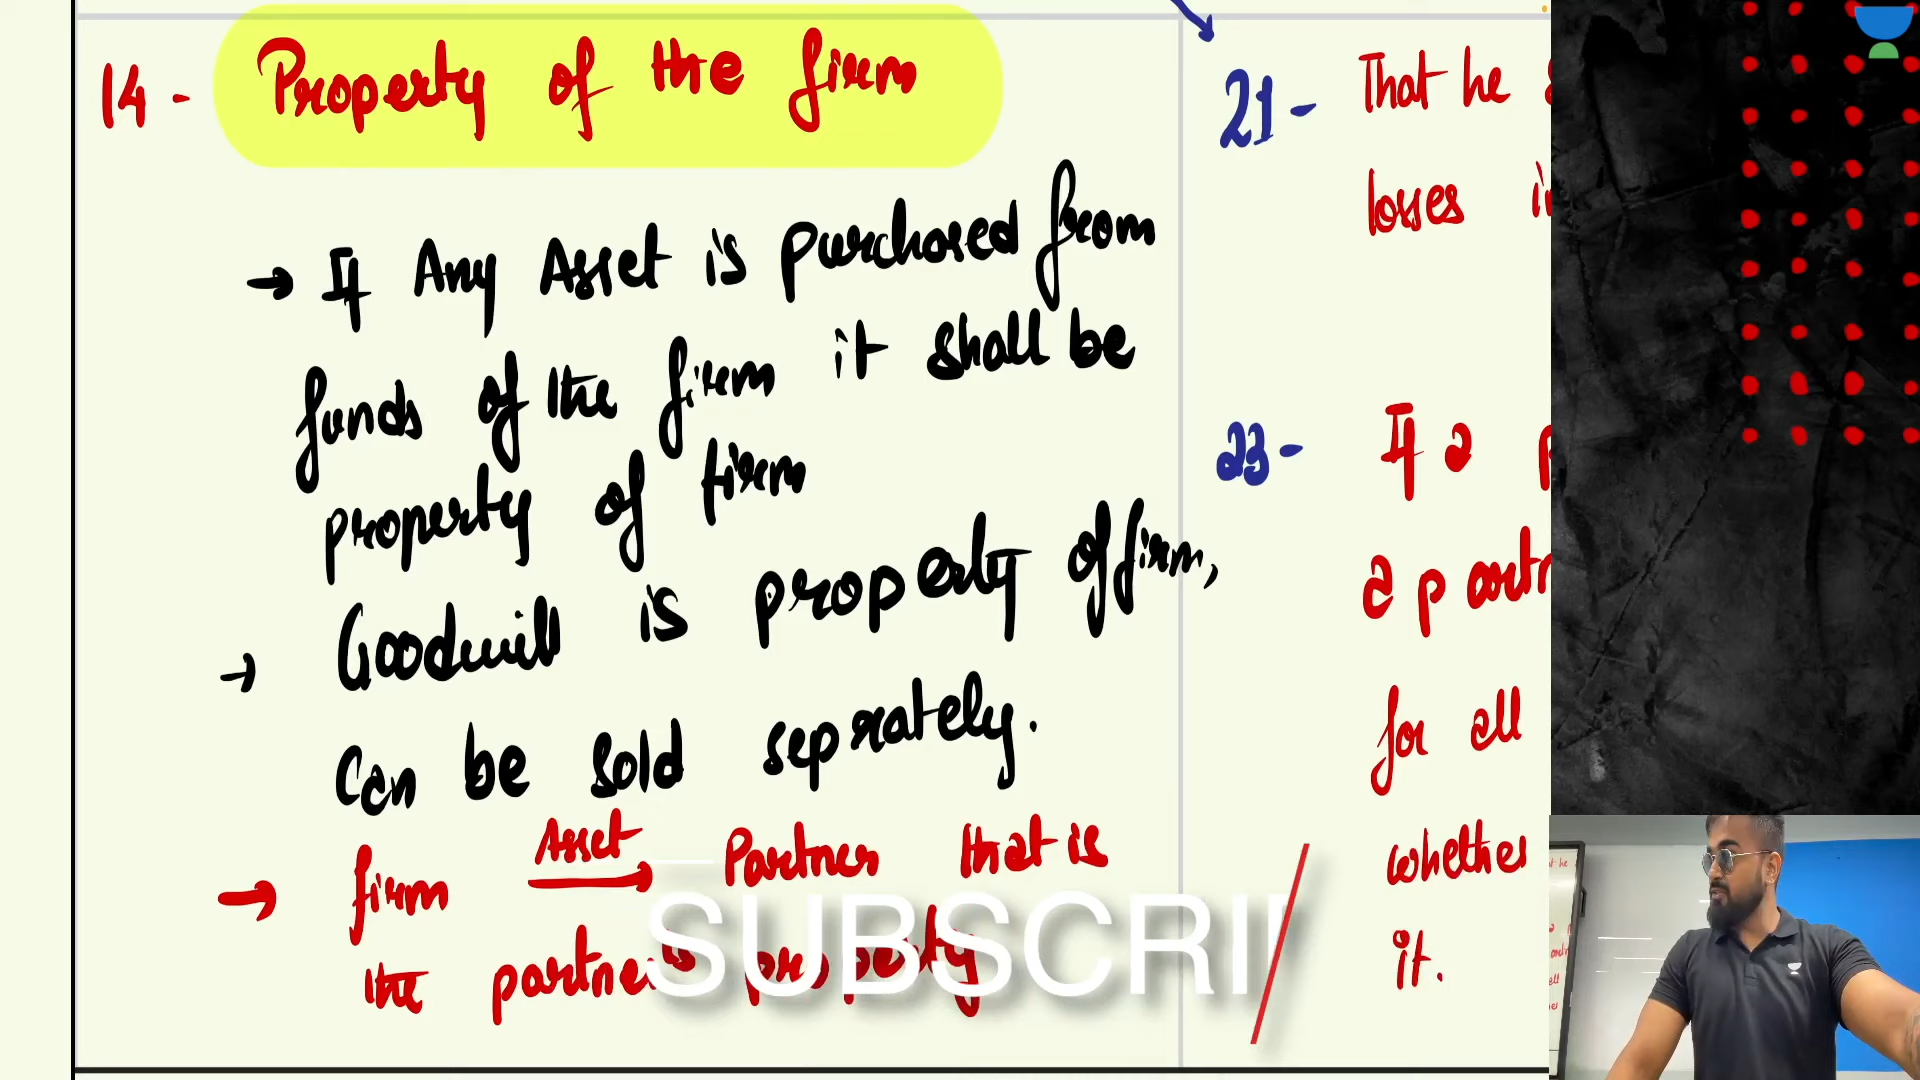 14 - Property of the firm
→ If Any Asset is purchased from
funds of the firm it shall be
property of firm
→ Goodwill is property of firm,
Can be sold seprately.
→ firm Asset → Partner that is
the partner's property
SUBSCRI
21 - That he
losses
23 - If a
a partn
for all
whether
it.